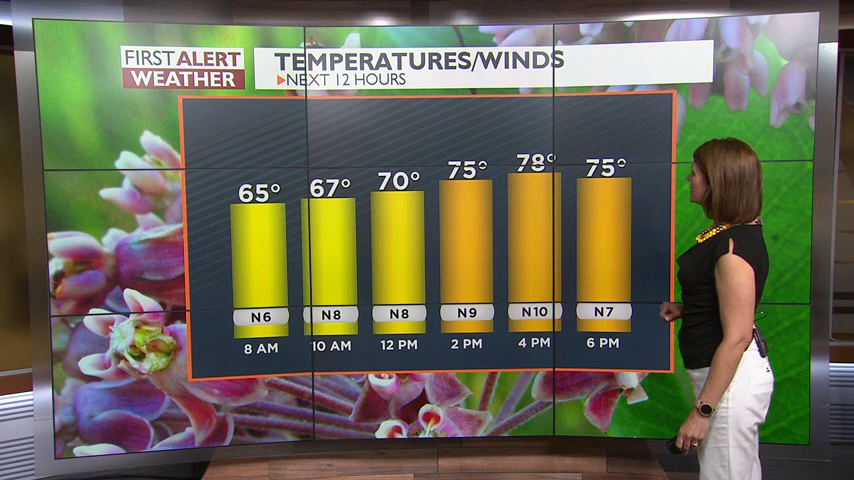 FIRST ALERT
WEATHER
TEMPERATURES/WINDS
NEXT 12 HOURS
65° 67° 70° 75° 78° 75°
N6 N8 N8 N9 N10 N7
8 AM 10 AM 12 PM 2 PM 4 PM 6 PM